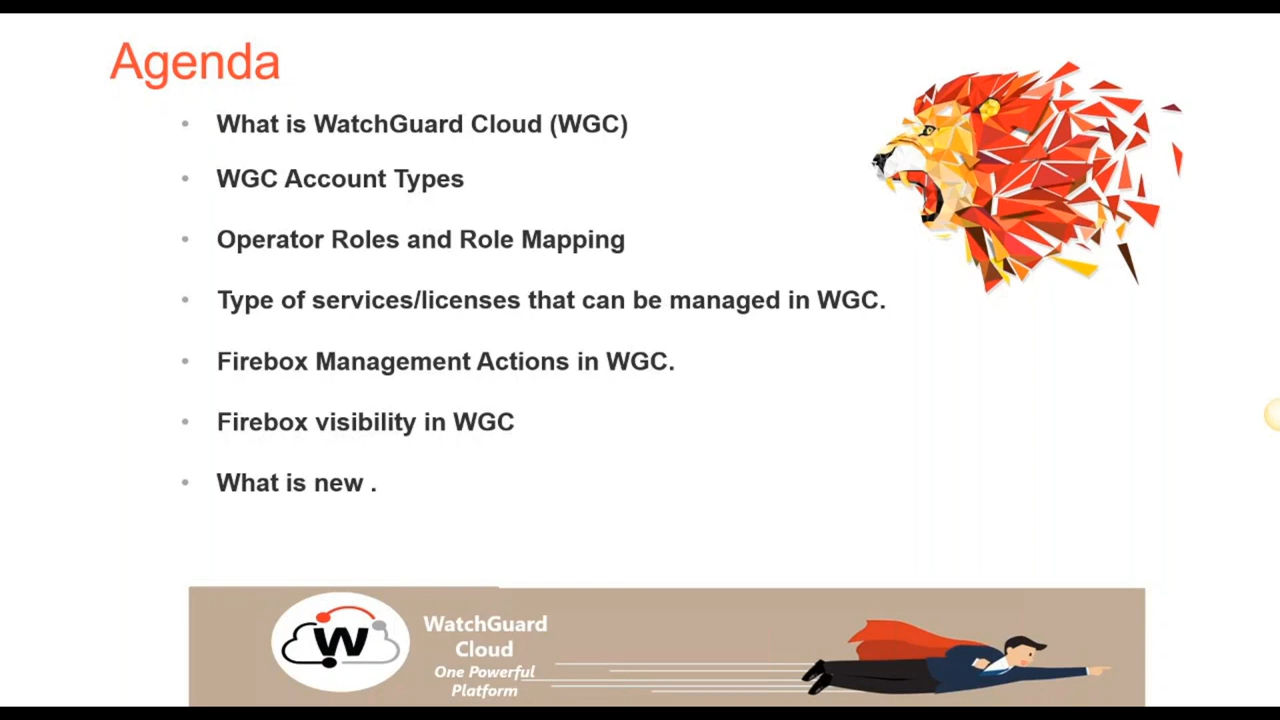 Agenda
• What is WatchGuard Cloud (WGC)
• WGC Account Types
• Operator Roles and Role Mapping
• Type of services/licenses that can be managed in WGC.
• Firebox Management Actions in WGC.
• Firebox visibility in WGC
• What is new .
W
WatchGuard
Cloud
One Powerful
Platform